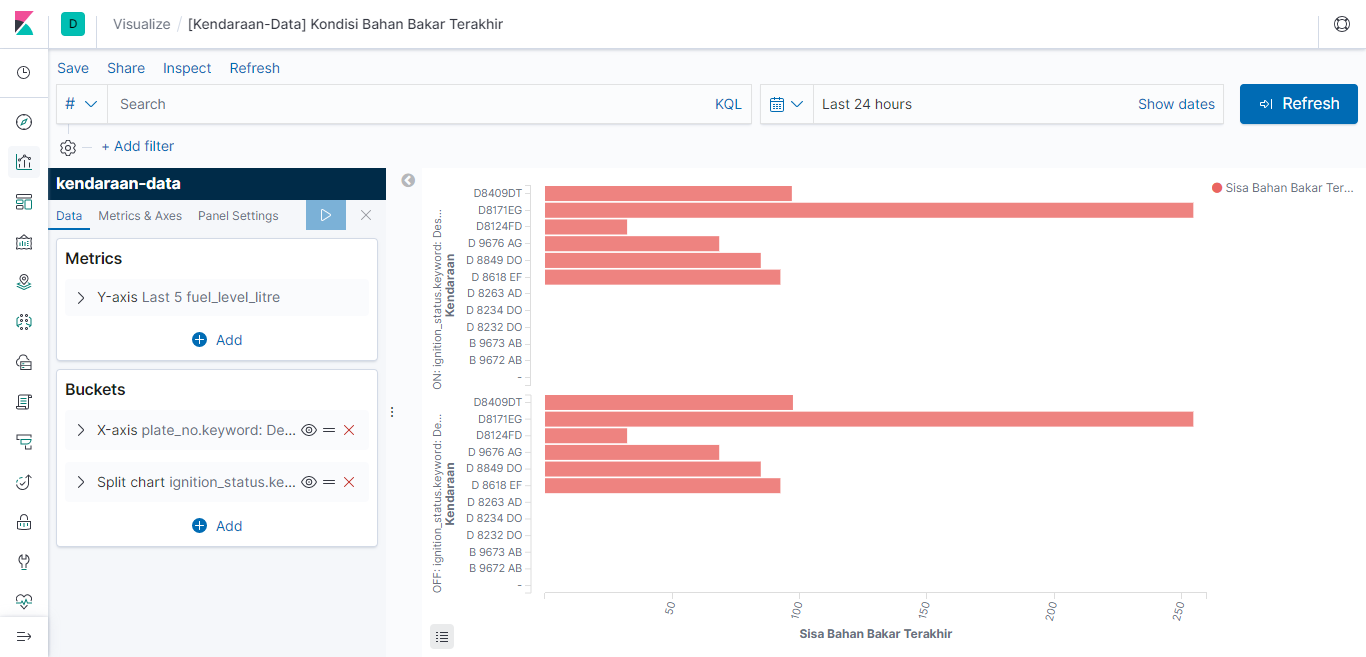 D
Visualize / [Kendaraan-Data] Kondisi Bahan Bakar Terakhir
Save Share Inspect Refresh
# Search KQL
Last 24 hours Show dates
Refresh
+ Add filter
kendaraan-data
Data Metrics & Axes Panel Settings
Metrics
Y-axis Last 5 fuel_level_litre
Add
Buckets
X-axis plate_no.keyword: De...
Split chart ignition_status.ke...
Add
ON: ignition_status.keyword: Des...
Kendaraan
D8409DT
D8171EG
D8124FD
D 9676 AG
D 8849 DO
D 8618 EF
D 8263 AD
D 8234 DO
D 8232 DO
B 9673 AB
B 9672 AB
-
OFF: ignition_status.keyword: De...
Kendaraan
D8409DT
D8171EG
D8124FD
D 9676 AG
D 8849 DO
D 8618 EF
D 8263 AD
D 8234 DO
D 8232 DO
B 9673 AB
B 9672 AB
-
50 100 150 200 250
Sisa Bahan Bakar Terakhir
Sisa Bahan Bakar Ter...